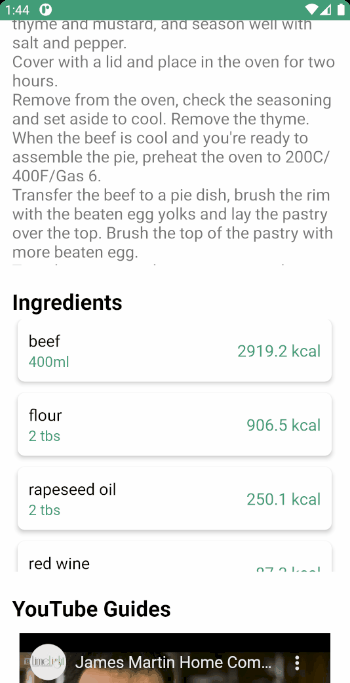 1:44
thyme and mustard, and season well with
salt and pepper.
Cover with a lid and place in the oven for two
hours.
Remove from the oven, check the seasoning
and set aside to cool. Remove the thyme.
When the beef is cool and you're ready to
assemble the pie, preheat the oven to 200C/
400F/Gas 6.
Transfer the beef to a pie dish, brush the rim
with the beaten egg yolks and lay the pastry
over the top. Brush the top of the pastry with
more beaten egg.
Ingredients
beef
2919.2 kcal
400ml
flour
906.5 kcal
2 tbs
rapeseed oil
250.1 kcal
2 tbs
red wine
kcal
YouTube Guides
James Martin Home Com...